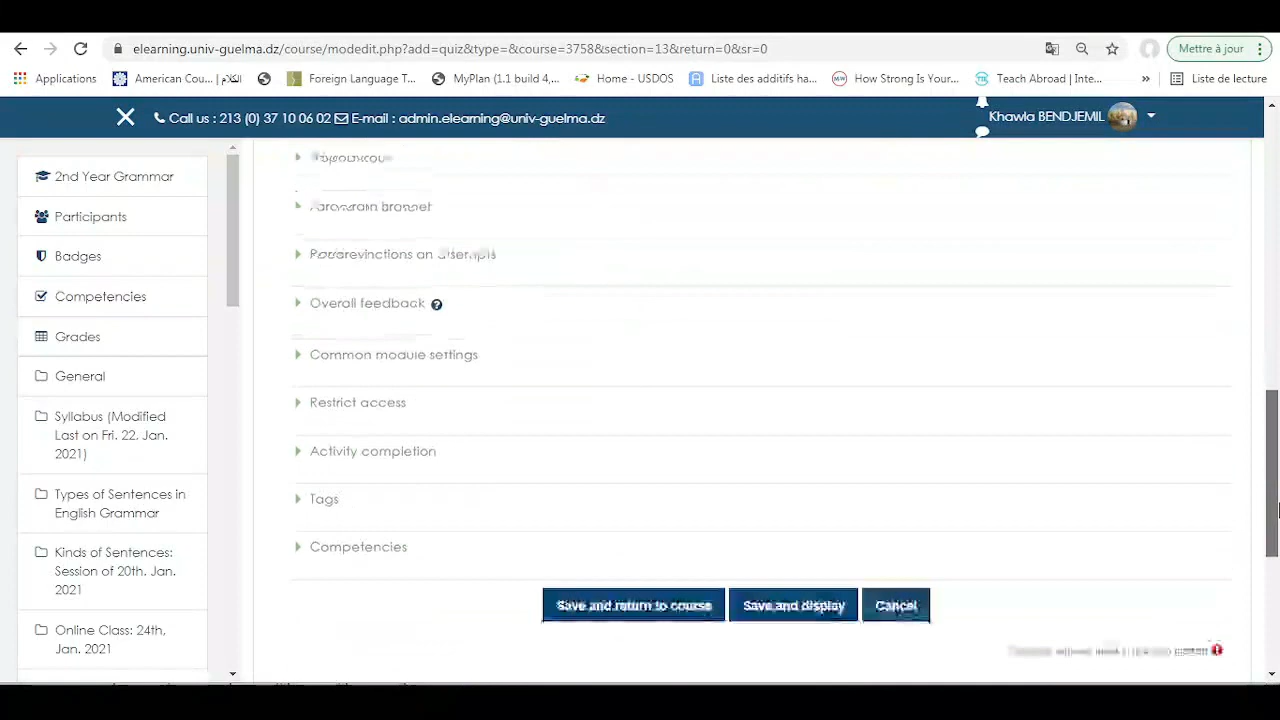 elearning.univ-guelma.dz/course/modedit.php?add=quiz&type=&course=3758&section=13&return=0&sr=0
Mettre à jour
Applications
American Cou... | الكلام
Foreign Language T...
MyPlan (1.1 build 4,...
Home - USDOS
Liste des additifs ha...
How Strong Is Your...
Teach Abroad | Inte...
»
Liste de lecture
Call us : 213 (0) 37 10 06 02 E-mail : admin.elearning@univ-guelma.dz
Khawla BENDJEMIL
2nd Year Grammar
Participants
Badges
Competencies
Grades
General
Syllabus (Modified
Last on Fri. 22. Jan.
2021)
Types of Sentences in
English Grammar
Kinds of Sentences:
Session of 20th. Jan.
2021
Online Class: 24th,
Jan. 2021
Overall feedback
Common module settings
Restrict access
Activity completion
Tags
Competencies
Save and return to course
Save and display
Cancel